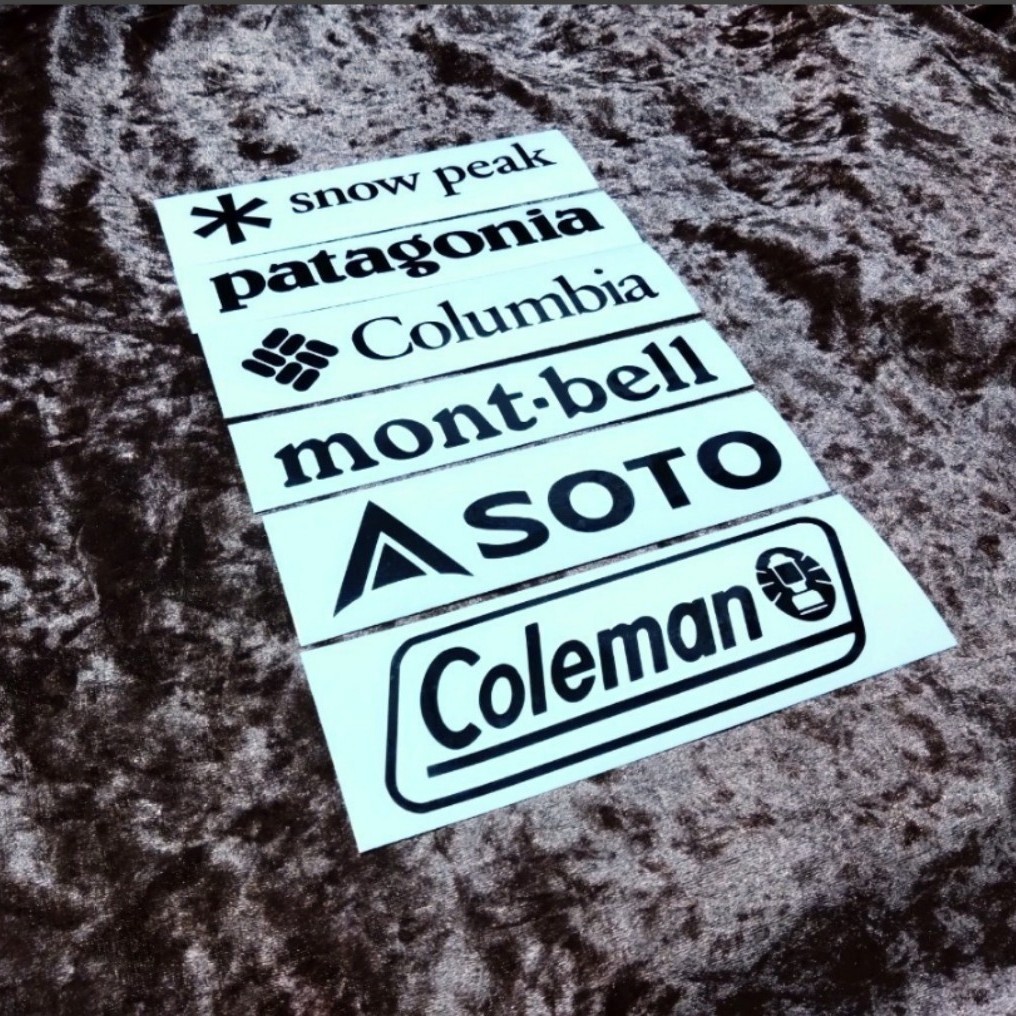 snow peak
patagonia
Columbia
mont·bell
SOTO
Coleman